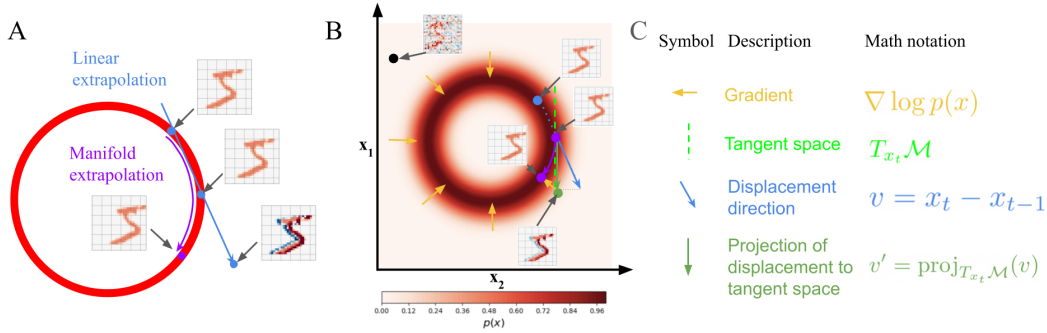 A
Linear
extrapolation
Manifold
extrapolation
B
x₁
x₂
0.00 0.12 0.24 0.36 0.48 0.60 0.72 0.84 0.96
p(x)
C
Symbol Description Math notation
Gradient ∇ log p(x)
Tangent space T_{x_t}M
Displacement
direction v = x_t − x_{t−1}
Projection of
displacement to
tangent space v′ = proj_{T_{x_t}M}(v)